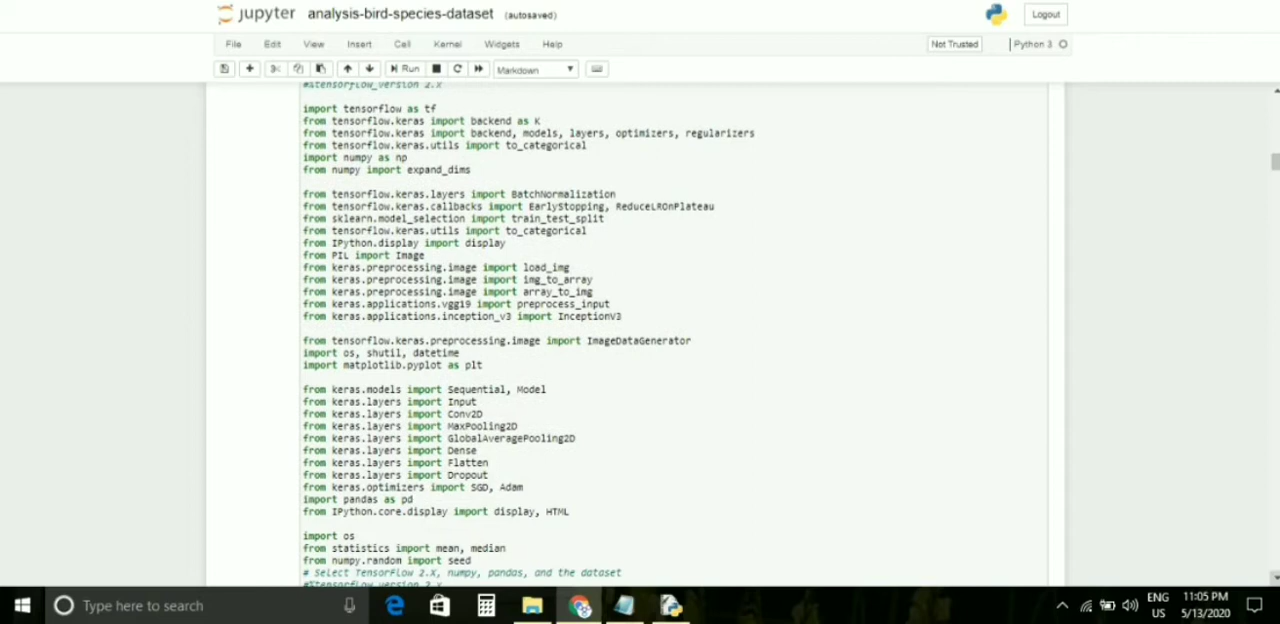 jupyter analysis-bird-species-dataset (autosaved)
Logout
File Edit View Insert Cell Kernel Widgets Help
Not Trusted
Python 3
Run
Markdown
#%tensorflow_version 2.x
import tensorflow as tf
from tensorflow.keras import backend as K
from tensorflow.keras import backend, models, layers, optimizers, regularizers
from tensorflow.keras.utils import to_categorical
import numpy as np
from numpy import expand_dims
from tensorflow.keras.layers import BatchNormalization
from tensorflow.keras.callbacks import EarlyStopping, ReduceLROnPlateau
from sklearn.model_selection import train_test_split
from tensorflow.keras.utils import to_categorical
from IPython.display import display
from PIL import Image
from keras.preprocessing.image import load_img
from keras.preprocessing.image import img_to_array
from keras.preprocessing.image import array_to_img
from keras.applications.vgg19 import preprocess_input
from keras.applications.inception_v3 import InceptionV3
from tensorflow.keras.preprocessing.image import ImageDataGenerator
import os, shutil, datetime
import matplotlib.pyplot as plt
from keras.models import Sequential, Model
from keras.layers import Input
from keras.layers import Conv2D
from keras.layers import MaxPooling2D
from keras.layers import GlobalAveragePooling2D
from keras.layers import Dense
from keras.layers import Flatten
from keras.layers import Dropout
from keras.optimizers import SGD, Adam
import pandas as pd
from IPython.core.display import display, HTML
import os
from statistics import mean, median
from numpy.random import seed
# Select TensorFlow 2.x, numpy, pandas, and the dataset
#%tensorflow_version 2.x
Type here to search
ENG
US
11:05 PM
5/13/2020